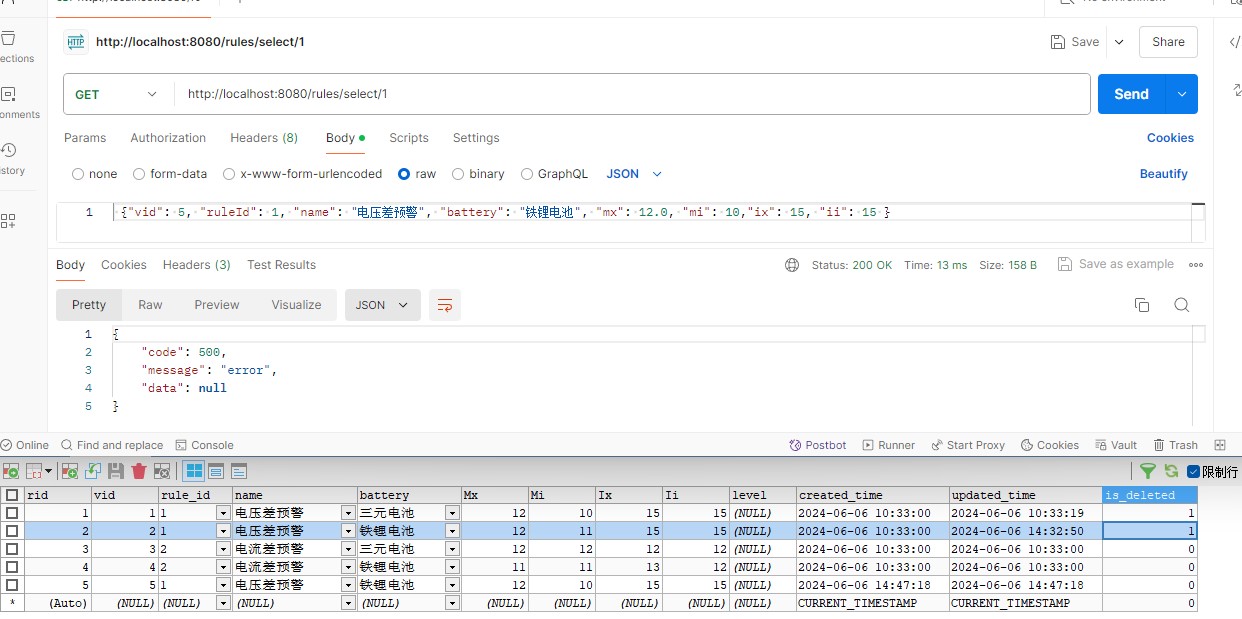 HTTP http://localhost:8080/rules/select/1 Save Share
ections
GET http://localhost:8080/rules/select/1 Send
onments
Params Authorization Headers (8) Body Scripts Settings Cookies
istory
none form-data x-www-form-urlencoded raw binary GraphQL JSON Beautify
1 {"vid": 5, "ruleId": 1, "name": "电压差预警", "battery": "铁锂电池", "mx": 12.0, "mi": 10,"ix": 15, "ii": 15 }
Body Cookies Headers (3) Test Results Status: 200 OK Time: 13 ms Size: 158 B Save as example
Pretty Raw Preview Visualize JSON
1 {
2 "code": 500,
3 "message": "error",
4 "data": null
5 }
Online Find and replace Console Postbot Runner Start Proxy Cookies Vault Trash
限制行
rid vid rule_id name battery Mx Mi Ix Ii level created_time updated_time is_deleted
1 1 1 电压差预警 三元电池 12 10 15 15 (NULL) 2024-06-06 10:33:00 2024-06-06 10:33:19 1
2 2 1 电压差预警 铁锂电池 12 11 15 15 (NULL) 2024-06-06 10:33:00 2024-06-06 14:32:50 1
3 3 2 电流差预警 三元电池 12 12 12 12 (NULL) 2024-06-06 10:33:00 2024-06-06 10:33:00 0
4 4 2 电流差预警 铁锂电池 11 11 13 12 (NULL) 2024-06-06 10:33:00 2024-06-06 10:33:00 0
5 5 1 电压差预警 铁锂电池 12 10 15 15 (NULL) 2024-06-06 14:47:18 2024-06-06 14:47:18 0
* (Auto) (NULL) (NULL) (NULL) (NULL) (NULL) (NULL) (NULL) (NULL) (NULL) CURRENT_TIMESTAMP CURRENT_TIMESTAMP 0